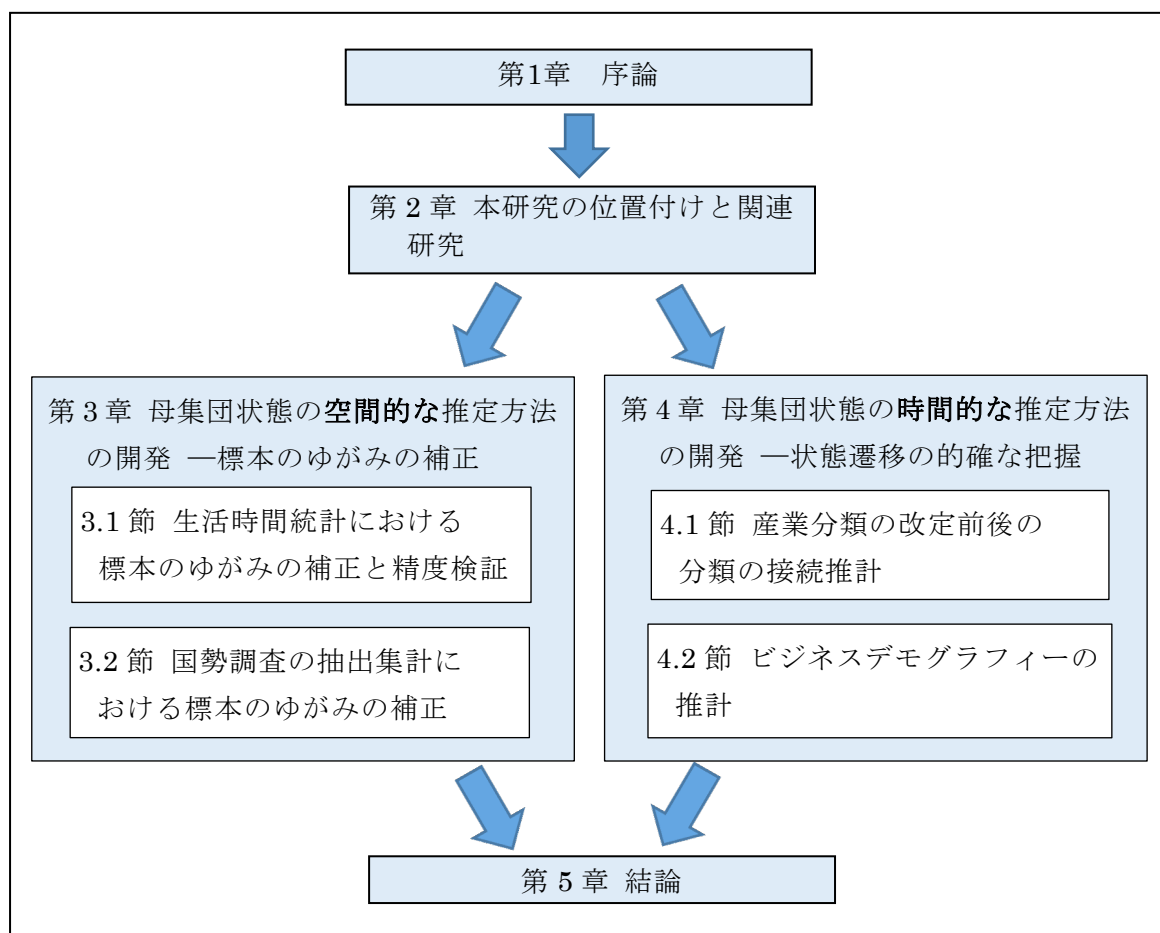 第1章　序論
第 2 章 本研究の位置付けと関連
研究
第 3 章 母集団状態の空間的な推定方法
の開発 ―標本のゆがみの補正
3.1 節 生活時間統計における
標本のゆがみの補正と精度検証
3.2 節 国勢調査の抽出集計に
おける標本のゆがみの補正
第 4 章 母集団状態の時間的な推定方法
の開発 ―状態遷移の的確な把握
4.1 節 産業分類の改定前後の
分類の接続推計
4.2 節 ビジネスデモグラフィーの
推計
第 5 章 結論